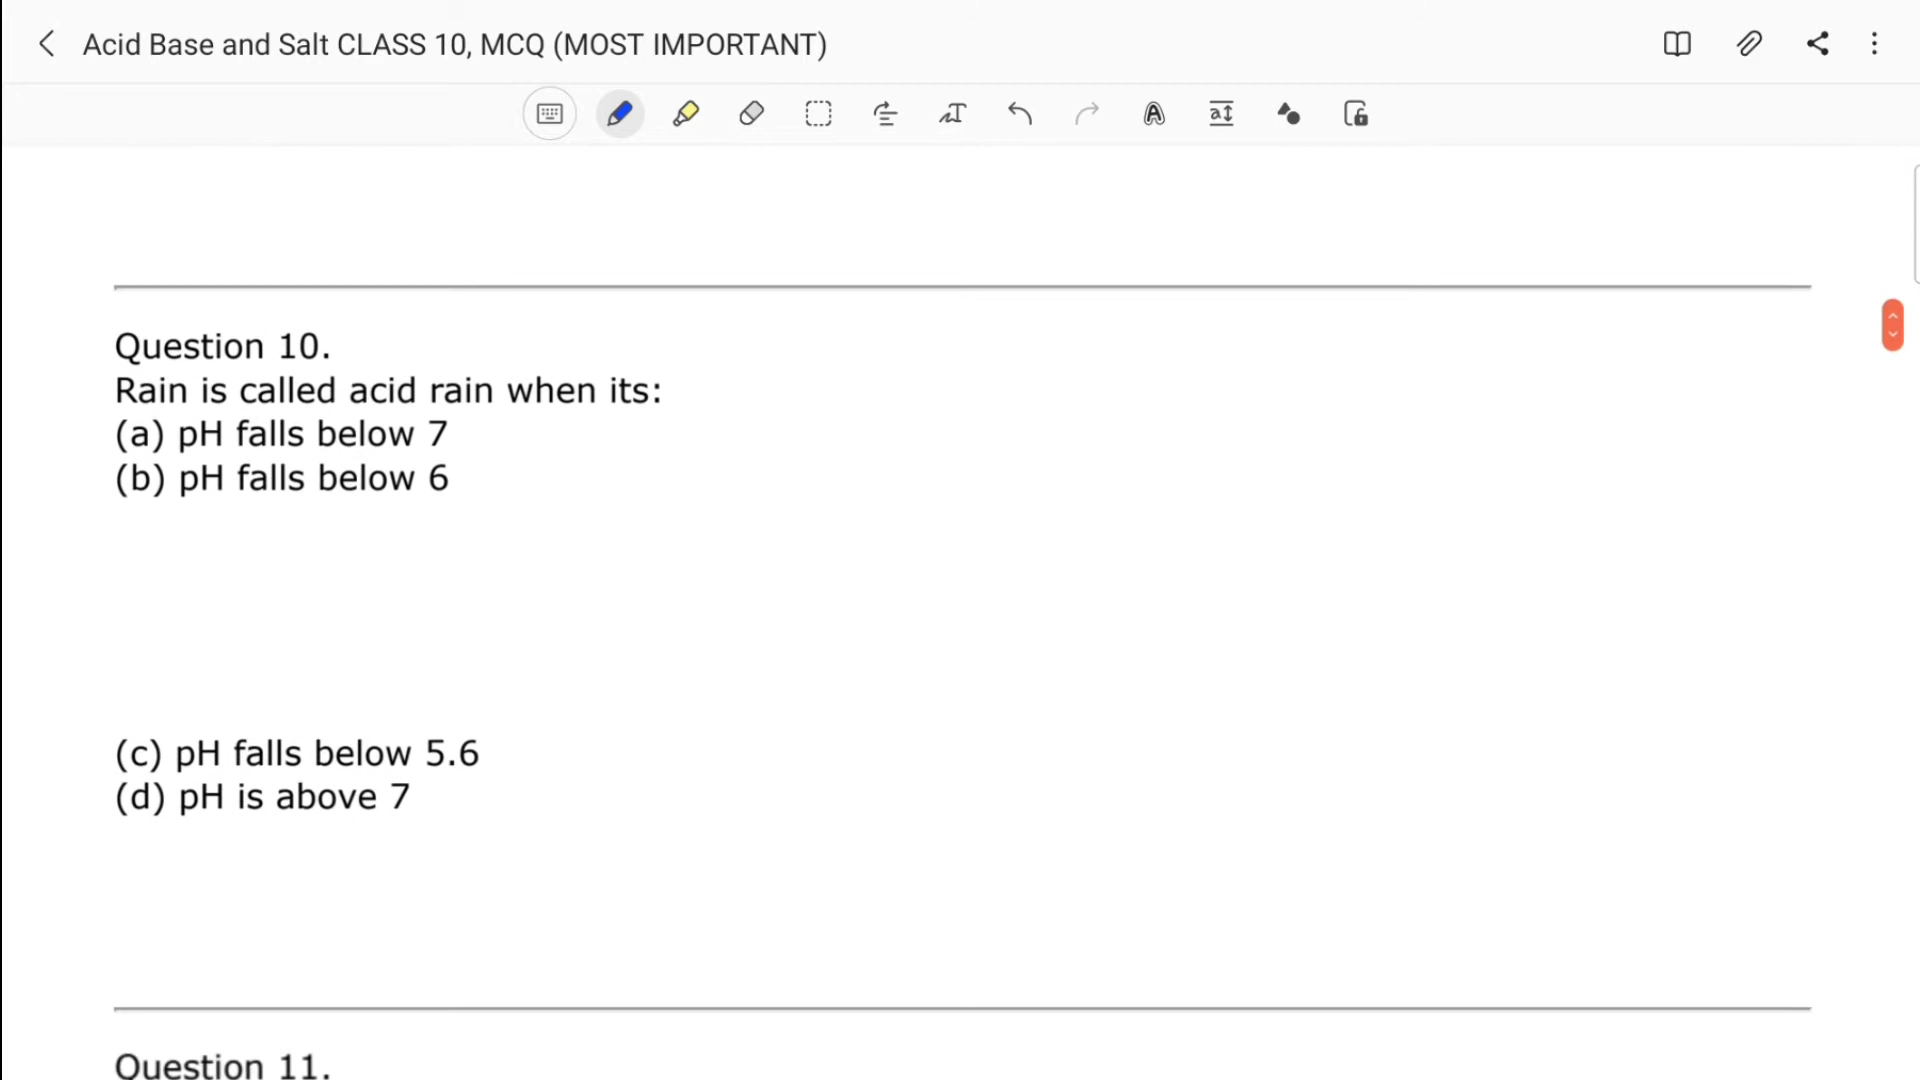 Acid Base and Salt CLASS 10, MCQ (MOST IMPORTANT)
Question 10.
Rain is called acid rain when its:
(a) pH falls below 7
(b) pH falls below 6
(c) pH falls below 5.6
(d) pH is above 7
Question 11.